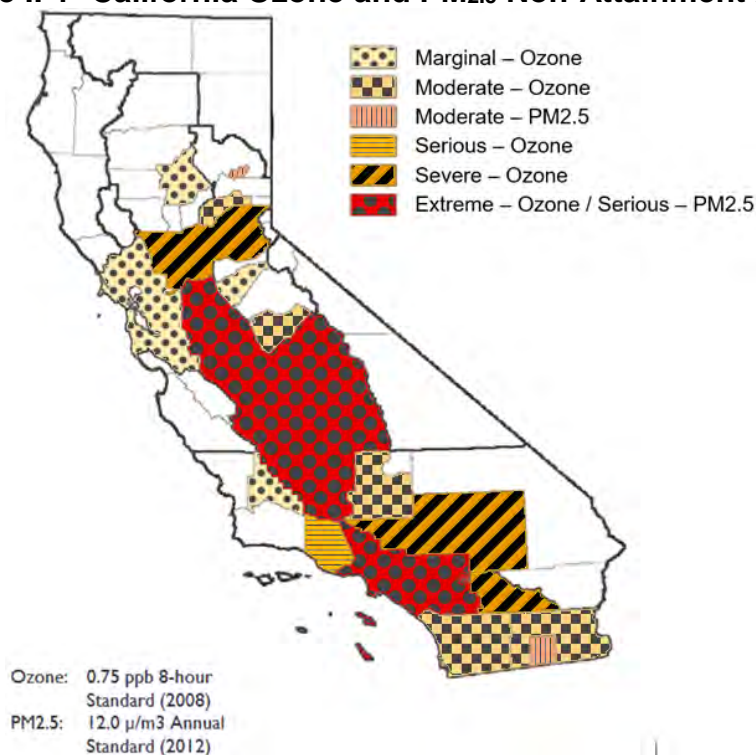 California Ozone and PM2.5 Non-Attainment
Marginal – Ozone
Moderate – Ozone
Moderate – PM2.5
Serious – Ozone
Severe – Ozone
Extreme – Ozone / Serious – PM2.5
Ozone: 0.75 ppb 8-hour
Standard (2008)
PM2.5: 12.0 µ/m3 Annual
Standard (2012)